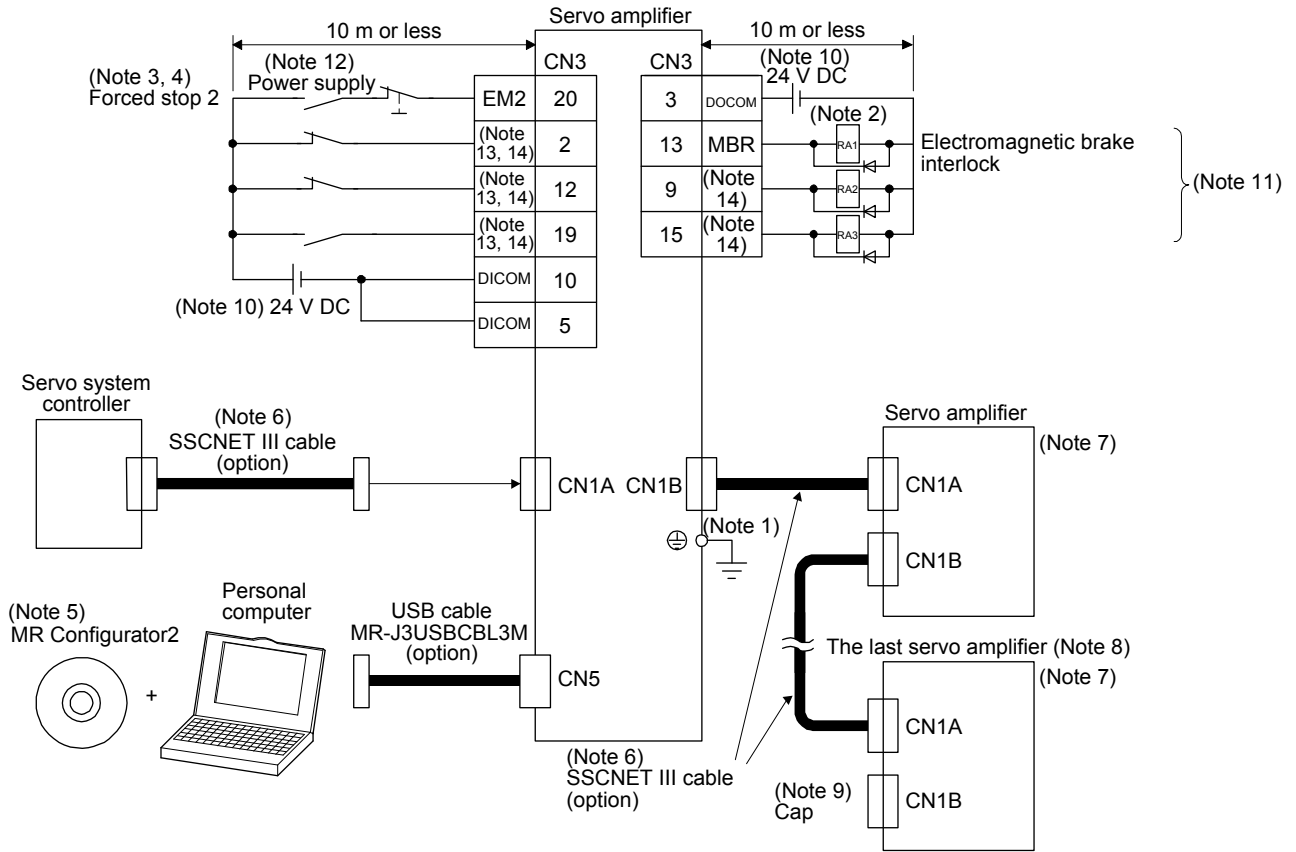 Servo amplifier
10 m or less
10 m or less
(Note 3, 4)
Forced stop 2
(Note 12)
Power supply
CN3
EM2 20
(Note 13, 14) 2
(Note 13, 14) 12
(Note 13, 14) 19
DICOM 10
DICOM 5
(Note 10) 24 V DC
CN3
3 DOCOM
13 MBR
9 (Note 14)
15 (Note 14)
(Note 10)
24 V DC
(Note 2)
RA1
RA2
RA3
Electromagnetic brake
interlock
(Note 11)
Servo system
controller
(Note 6)
SSCNET III cable
(option)
CN1A CN1B
(Note 1)
Servo amplifier
(Note 7)
CN1A
CN1B
(Note 5)
MR Configurator2
+
Personal
computer
USB cable
MR-J3USBCBL3M
(option)
CN5
The last servo amplifier (Note 8)
(Note 7)
CN1A
CN1B
(Note 6)
SSCNET III cable
(option)
(Note 9)
Cap